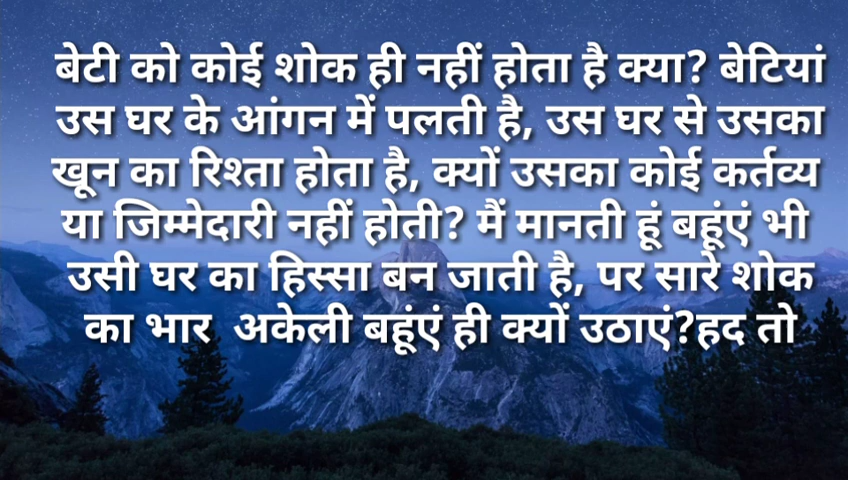 बेटी को कोई शोक ही नहीं होता है क्या? बेटियां
उस घर के आंगन में पलती है, उस घर से उसका
खून का रिश्ता होता है, क्यों उसका कोई कर्तव्य
या जिम्मेदारी नहीं होती? मैं मानती हूं बहूंएं भी
उसी घर का हिस्सा बन जाती है, पर सारे शोक
का भार अकेली बहूंएं ही क्यों उठाएं?हद तो